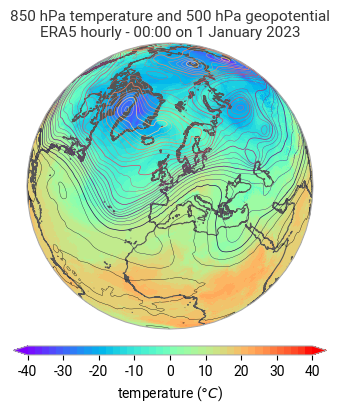 850 hPa temperature and 500 hPa geopotential
ERA5 hourly - 00:00 on 1 January 2023
-40 -30 -20 -10 0 10 20 30 40
temperature (°C)